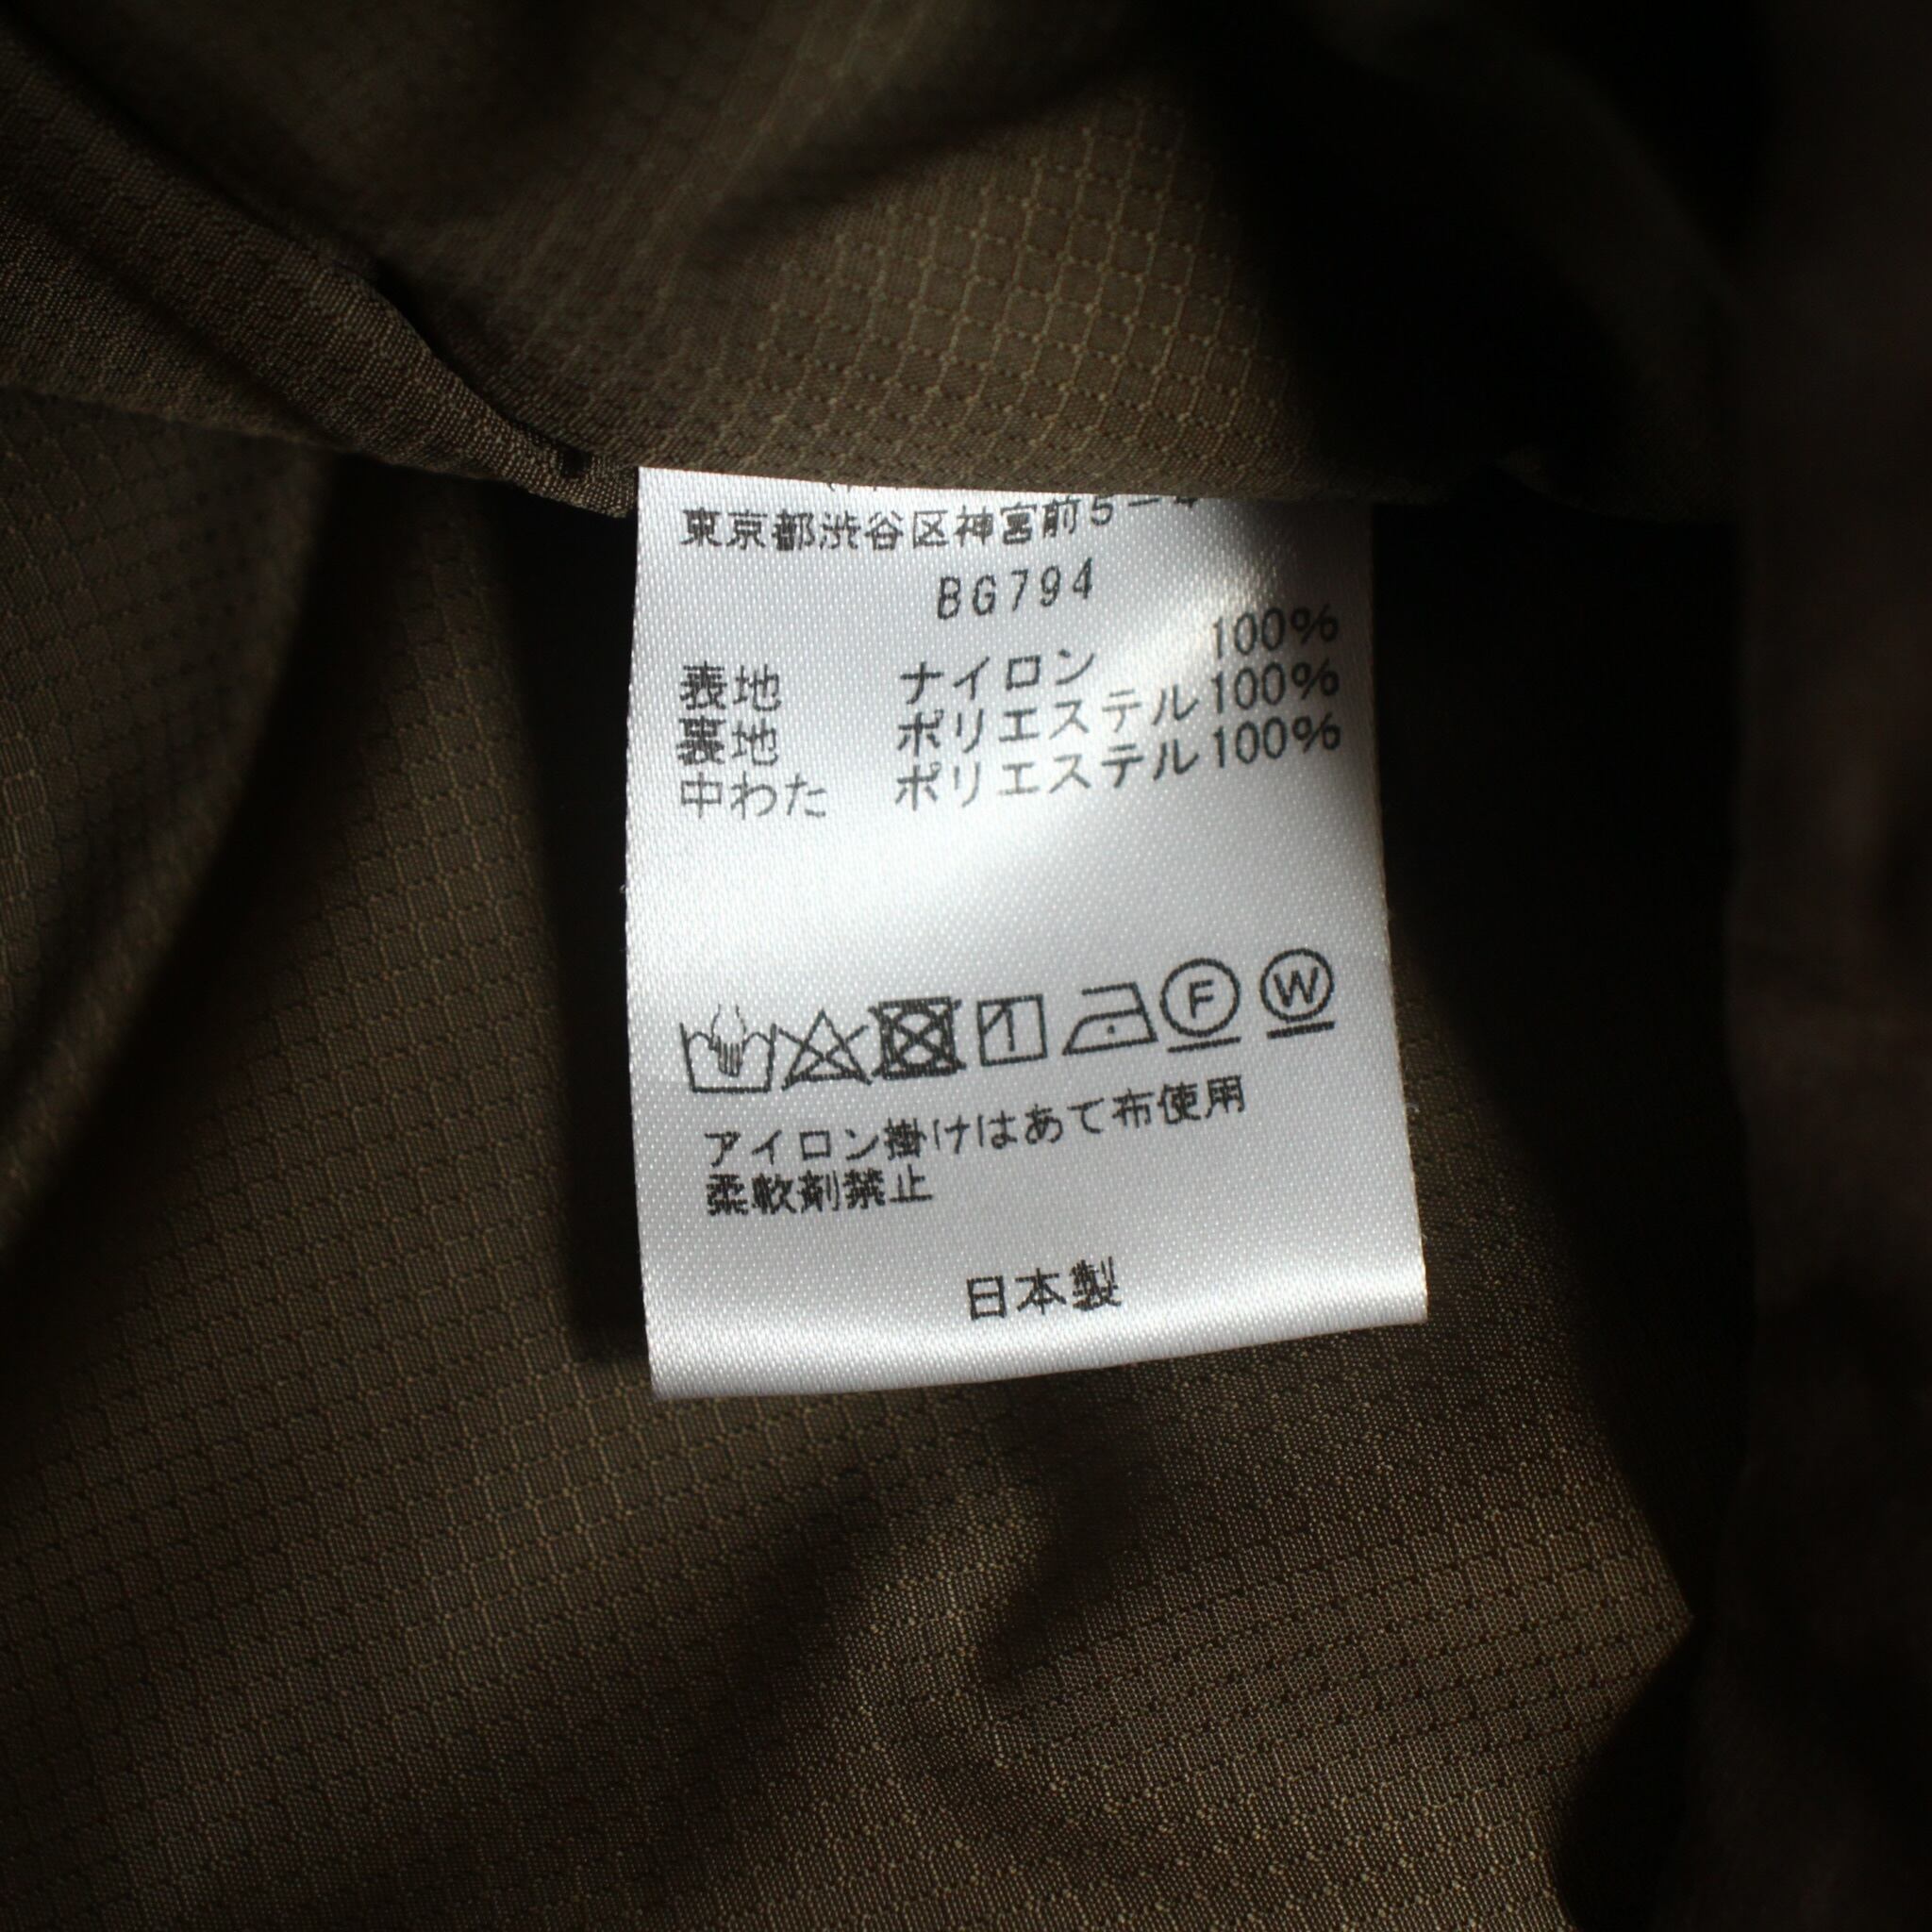 東京都渋谷区神宮前5-4
BG794
表地 ナイロン 100%
裏地 ポリエステル100%
中わた ポリエステル100%
1 F W
アイロン掛けはあて布使用
柔軟剤禁止
日本製